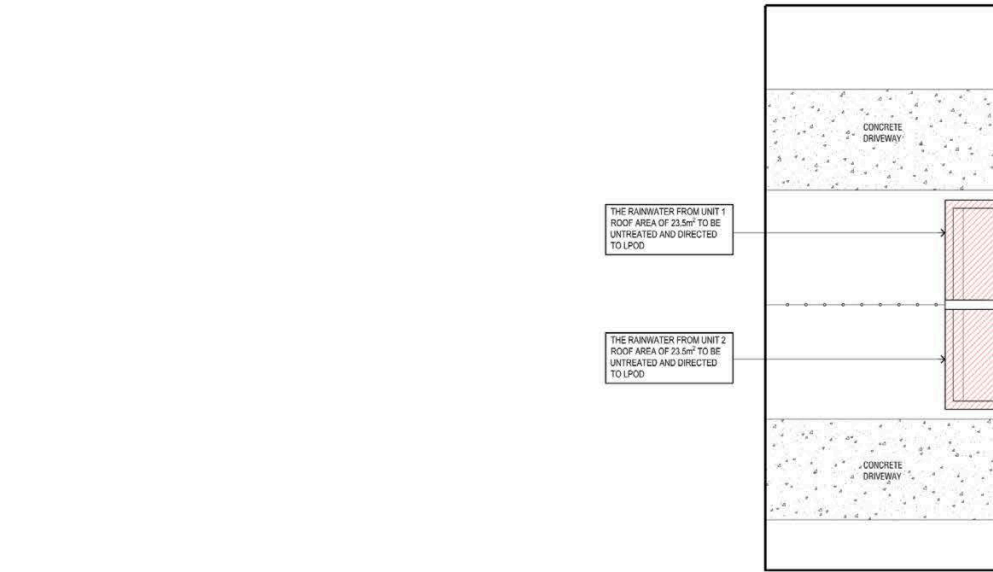 CONCRETE
DRIVEWAY
THE RAINWATER FROM UNIT 1
ROOF AREA OF 23.5m² TO BE
UNTREATED AND DIRECTED
TO LPOD
THE RAINWATER FROM UNIT 2
ROOF AREA OF 23.5m² TO BE
UNTREATED AND DIRECTED
TO LPOD
CONCRETE
DRIVEWAY